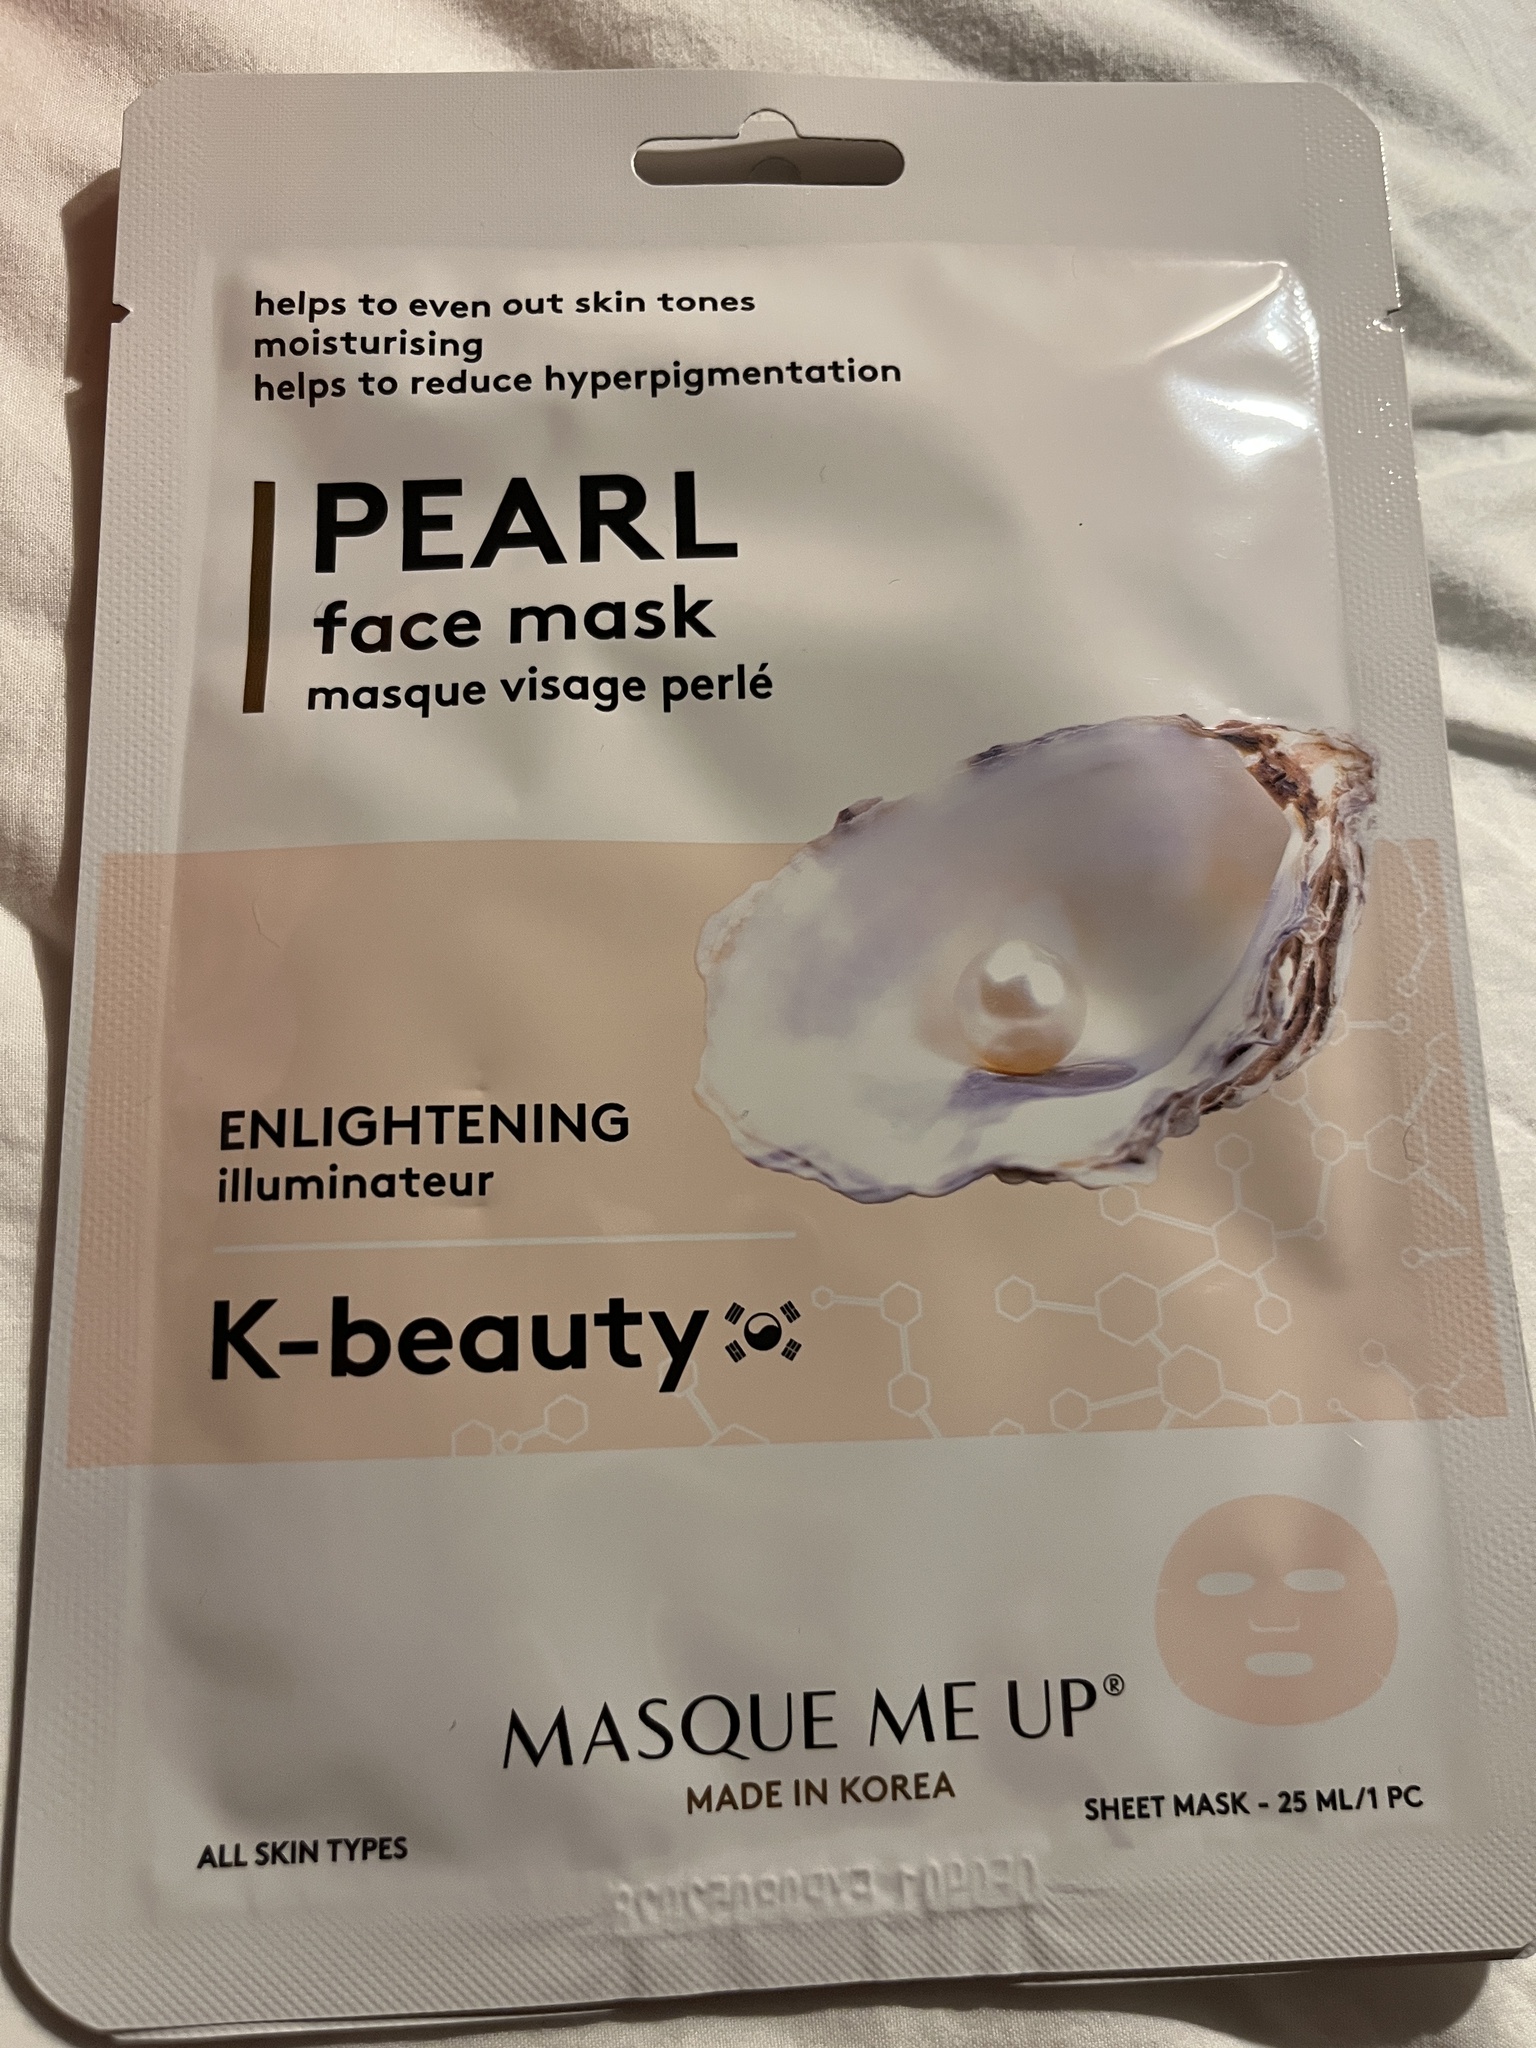 helps to even out skin tones
moisturising
helps to reduce hyperpigmentation
PEARL
face mask
masque visage perlé
ENLIGHTENING
illuminateur
K-beauty
MASQUE ME UP®
MADE IN KOREA
SHEET MASK - 25 ML/1 PC
ALL SKIN TYPES